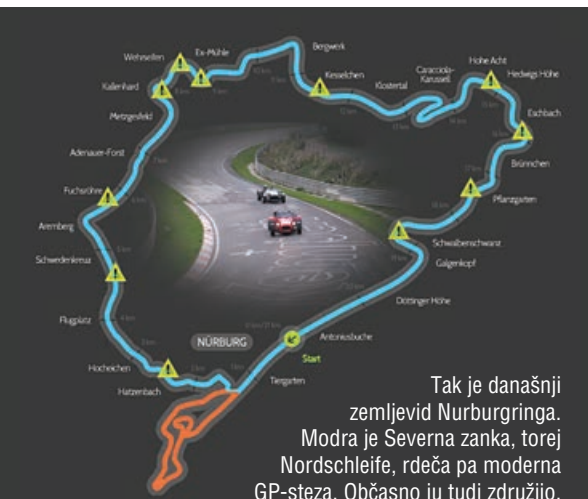 Bergwerk
Ex-Mühle
Wehrseifen
Kesselchen
Hohe Acht
Caracciola-
Karussell
Hedwigs Höhe
Kallenhard
Klostertal
Metzgesfeld
Eschbach
Adenauer-Forst
Brünnchen
Fuchsröhre
Pflanzgarten
Aremberg
Schwalbenschwanz
Schwedenkreuz
Galgenkopf
Döttinger Höhe
Flugplatz
NÜRBURG
Antoniusbuche
Start
Hocheichen
Tiergarten
Hatzenbach
Tak je današnji
zemljevid Nurburgringa.
Modra je Severna zanka, torej
Nordschleife, rdeča pa moderna
GP-steza. Občasno ju tudi združijo.